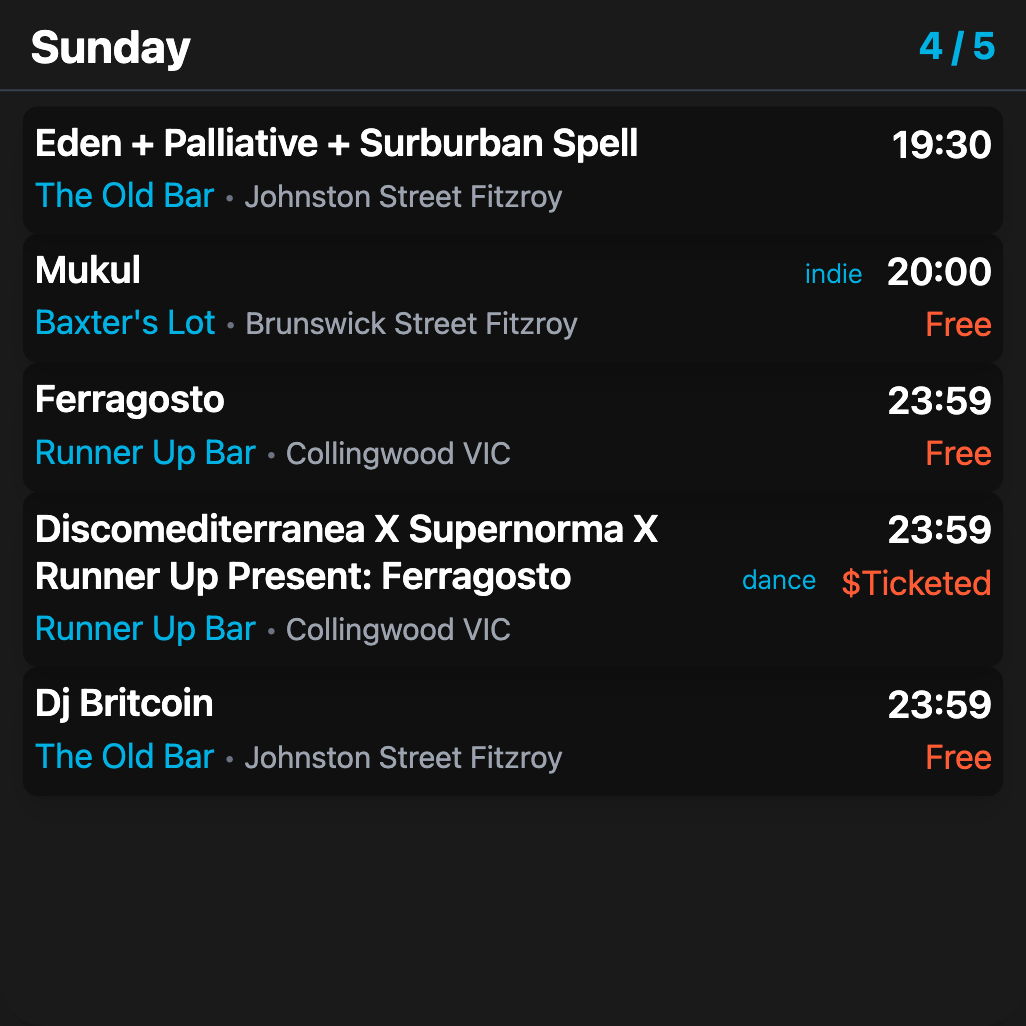 Sunday 4 / 5
Eden + Palliative + Surburban Spell 19:30
The Old Bar • Johnston Street Fitzroy
Mukul indie 20:00
Baxter's Lot • Brunswick Street Fitzroy Free
Ferragosto 23:59
Runner Up Bar • Collingwood VIC Free
Discomediterranea X Supernorma X 23:59
Runner Up Present: Ferragosto dance $Ticketed
Runner Up Bar • Collingwood VIC
Dj Britcoin 23:59
The Old Bar • Johnston Street Fitzroy Free